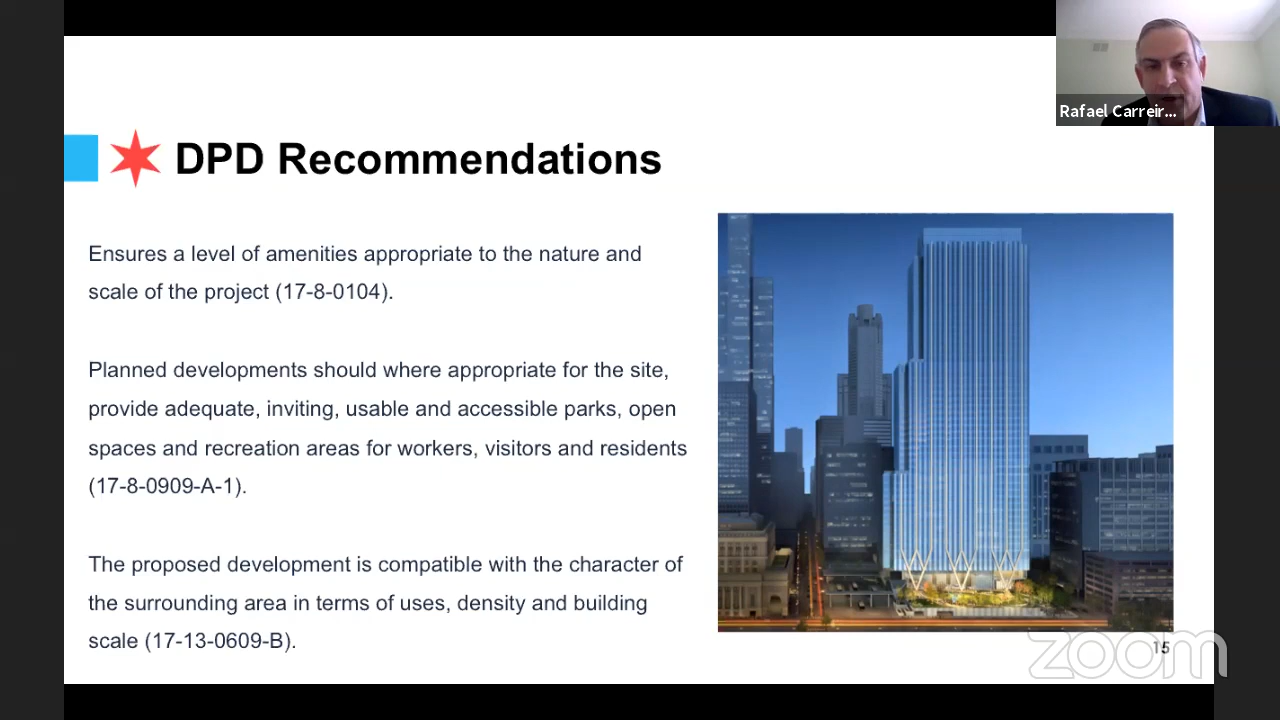 Rafael Carreir...
DPD Recommendations
Ensures a level of amenities appropriate to the nature and
scale of the project (17-8-0104).
Planned developments should where appropriate for the site,
provide adequate, inviting, usable and accessible parks, open
spaces and recreation areas for workers, visitors and residents
(17-8-0909-A-1).
The proposed development is compatible with the character of
the surrounding area in terms of uses, density and building
scale (17-13-0609-B).
15
zoom